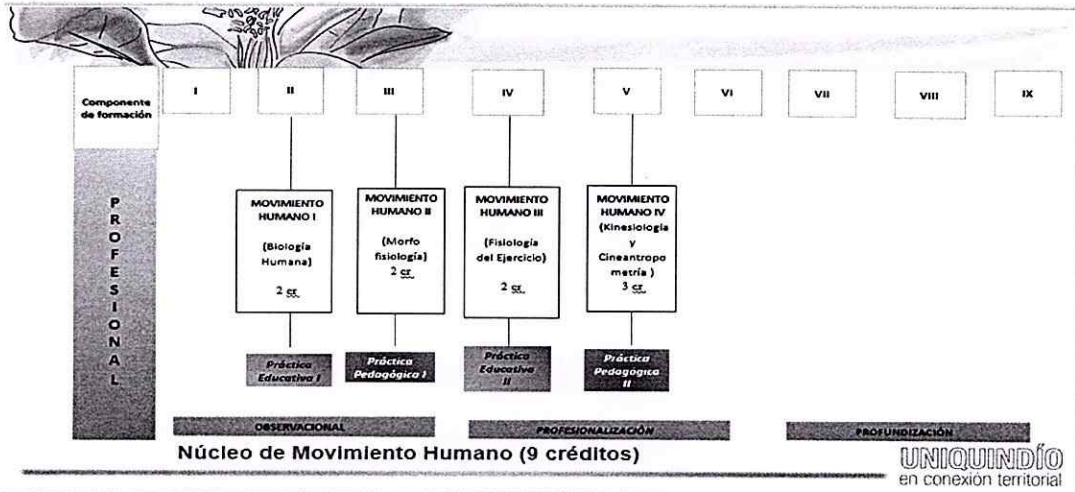 Componente
de formación
I
II
III
IV
V
VI
VII
VIII
IX
PROFESIONAL
MOVIMIENTO
HUMANO I
(Biología
Humana)
2 cr.
MOVIMIENTO
HUMANO II
(Morfo
fisiología)
2 cr.
MOVIMIENTO
HUMANO III
(Fisiología
del Ejercicio)
2 cr.
MOVIMIENTO
HUMANO IV
(Kinesiología
y
Cineantropo
metría )
3 cr.
Práctica
Educativa I
Práctica
Pedagógica I
Práctica
Educativa
II
Práctica
Pedagógica
II
OBSERVACIONAL
PROFESIONALIZACIÓN
PROFUNDIZACIÓN
Núcleo de Movimiento Humano (9 créditos)
UNIQUINDÍO
en conexión territorial